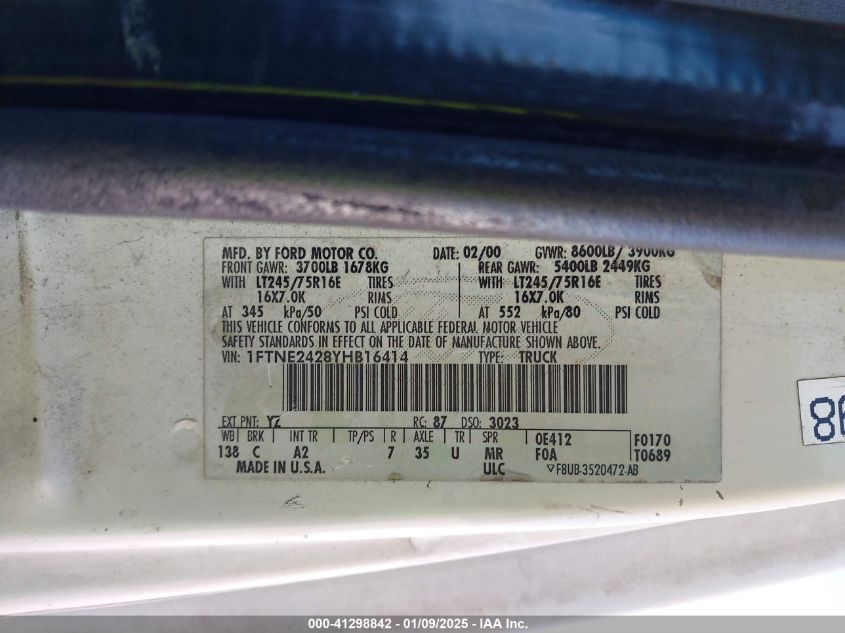 MFD. BY FORD MOTOR CO. DATE: 02/00 GVWR: 8600LB/ 3900KG
FRONT GAWR: 3700LB 1678KG REAR GAWR: 5400LB 2449KG
WITH LT245/75R16E TIRES WITH LT245/75R16E TIRES
16X7.0K RIMS 16X7.0K RIMS
AT 345 kPa/50 PSI COLD AT 552 kPa/80 PSI COLD
THIS VEHICLE CONFORMS TO ALL APPLICABLE FEDERAL MOTOR VEHICLE
SAFETY STANDARDS IN EFFECT ON THE DATE OF MANUFACTURE SHOWN ABOVE.
VIN: 1FTNE2428YHB16414 TYPE: TRUCK
EXT PNT: YZ RC: 87 DSO: 3023
WB BRK INT TR TP/PS R AXLE TR SPR 0E412 F0170
138 C A2 7 35 U MR F0A T0689
MADE IN U.S.A. ULC ▽F8UB-3520472-AB
86
000-41298842 - 01/09/2025 - IAA Inc.